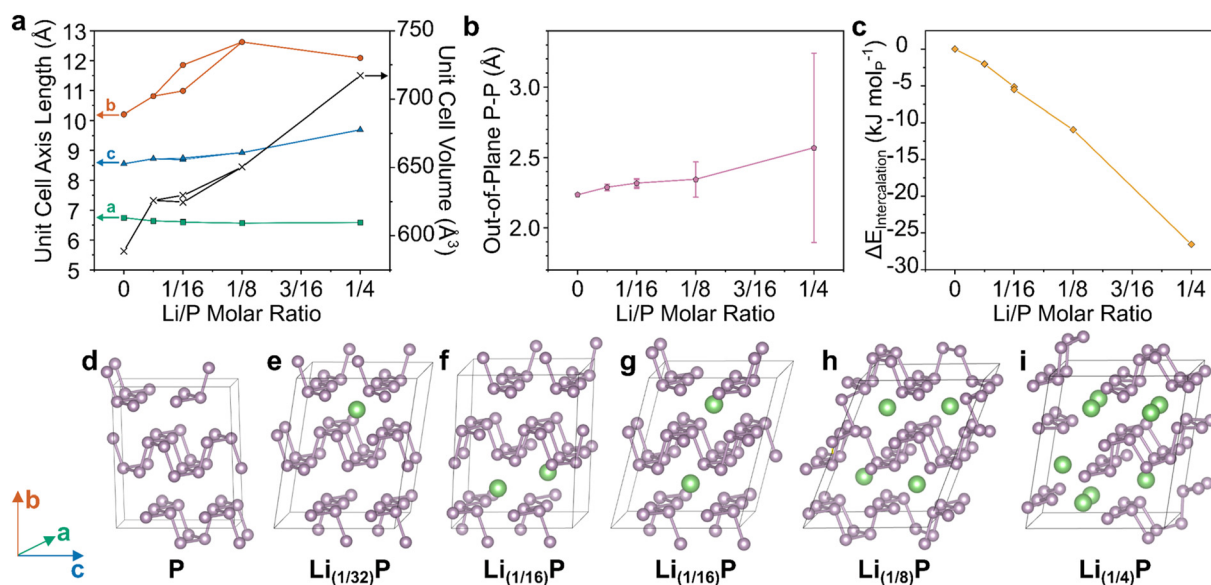 a
Unit Cell Axis Length (Å)
13
12
11
10
9
8
7
6
5
b
c
a
750
700
650
600
Unit Cell Volume (Å³)
0 1/16 1/8 3/16 1/4
Li/P Molar Ratio
b
Out-of-Plane P-P (Å)
3.0
2.5
2.0
0 1/16 1/8 3/16 1/4
Li/P Molar Ratio
c
ΔE_Intercalation (kJ mol_P⁻¹)
0
-5
-10
-15
-20
-25
-30
0 1/16 1/8 3/16 1/4
Li/P Molar Ratio
d e f g h i
b
a
c
P Li(1/32)P Li(1/16)P Li(1/16)P Li(1/8)P Li(1/4)P